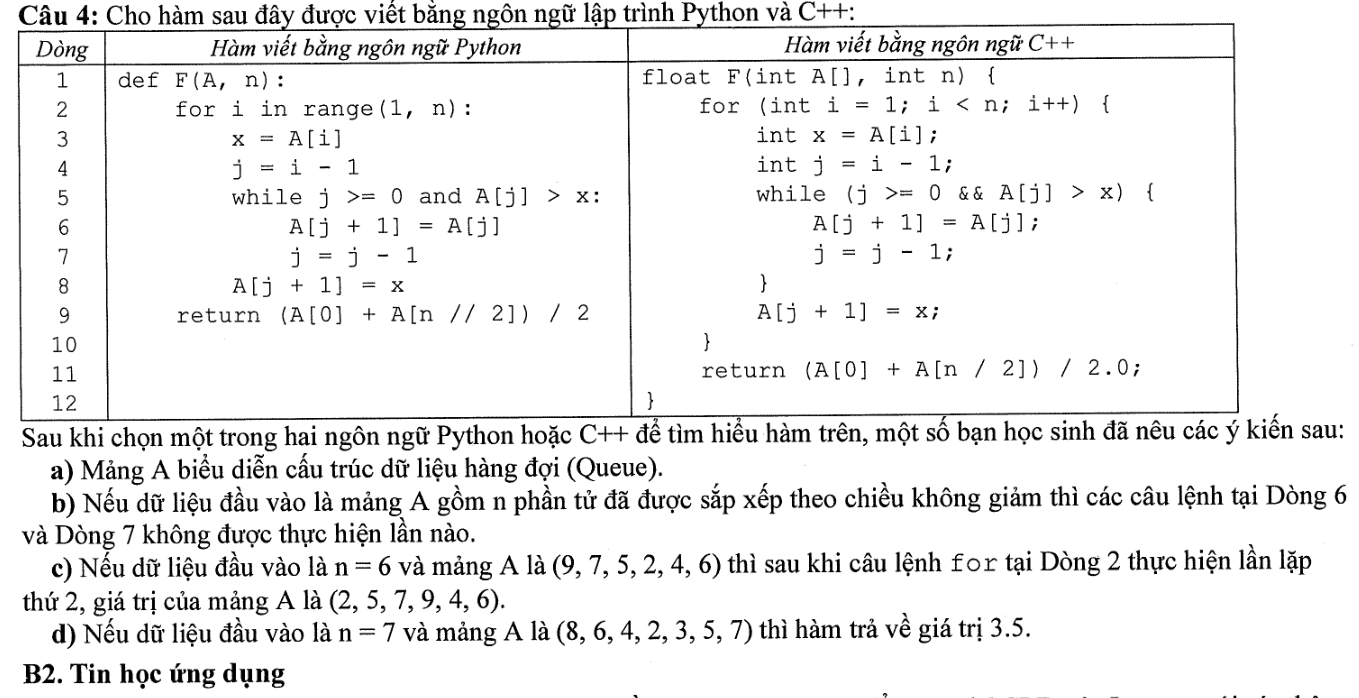 Câu 4: Cho hàm sau đây được viết bằng ngôn ngữ lập trình Python và C++:
Dòng Hàm viết bằng ngôn ngữ Python Hàm viết bằng ngôn ngữ C++
1 def F(A, n): float F(int A[], int n) {
2 for i in range(1, n): for (int i = 1; i < n; i++) {
3 x = A[i] int x = A[i];
4 j = i - 1 int j = i - 1;
5 while j >= 0 and A[j] > x: while (j >= 0 && A[j] > x) {
6 A[j + 1] = A[j] A[j + 1] = A[j];
7 j = j - 1 j = j - 1;
8 A[j + 1] = x }
9 return (A[0] + A[n // 2]) / 2 A[j + 1] = x;
10 }
11 return (A[0] + A[n / 2]) / 2.0;
12 }
Sau khi chọn một trong hai ngôn ngữ Python hoặc C++ để tìm hiểu hàm trên, một số bạn học sinh đã nêu các ý kiến sau:
a) Mảng A biểu diễn cấu trúc dữ liệu hàng đợi (Queue).
b) Nếu dữ liệu đầu vào là mảng A gồm n phần tử đã được sắp xếp theo chiều không giảm thì các câu lệnh tại Dòng 6
và Dòng 7 không được thực hiện lần nào.
c) Nếu dữ liệu đầu vào là n = 6 và mảng A là (9, 7, 5, 2, 4, 6) thì sau khi câu lệnh for tại Dòng 2 thực hiện lần lặp
thứ 2, giá trị của mảng A là (2, 5, 7, 9, 4, 6).
d) Nếu dữ liệu đầu vào là n = 7 và mảng A là (8, 6, 4, 2, 3, 5, 7) thì hàm trả về giá trị 3.5.
B2. Tin học ứng dụng